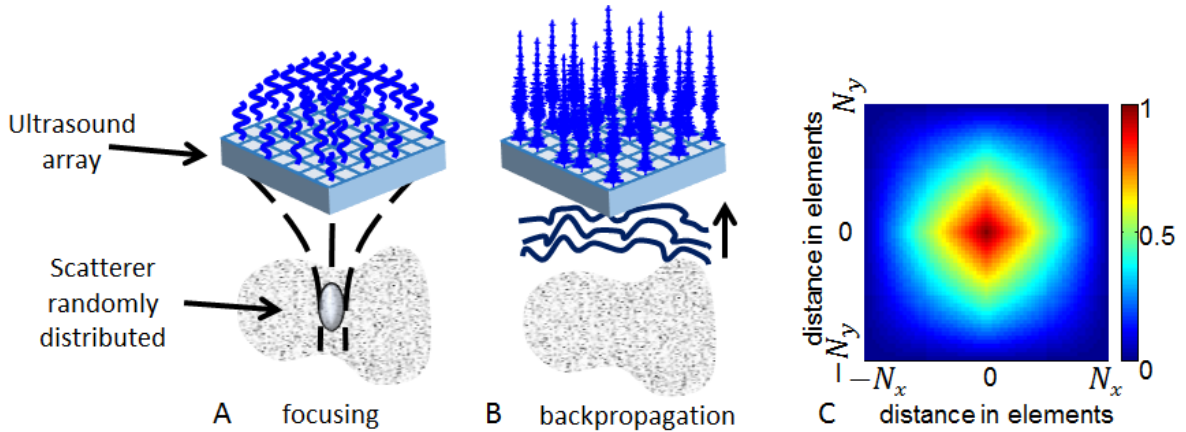 Ultrasound
array
Scatterer
randomly
distributed
A focusing
B backpropagation
distance in elements
N_y
0
−N_y
1
0.5
0
−N_x 0 N_x
C distance in elements